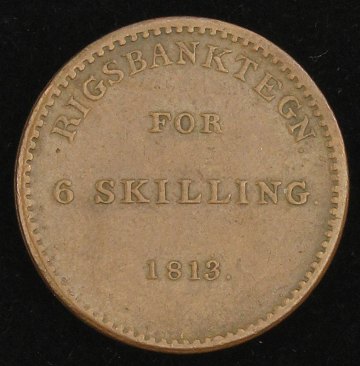 RIGSBANKTEGN
FOR
6 SKILLING
1813.